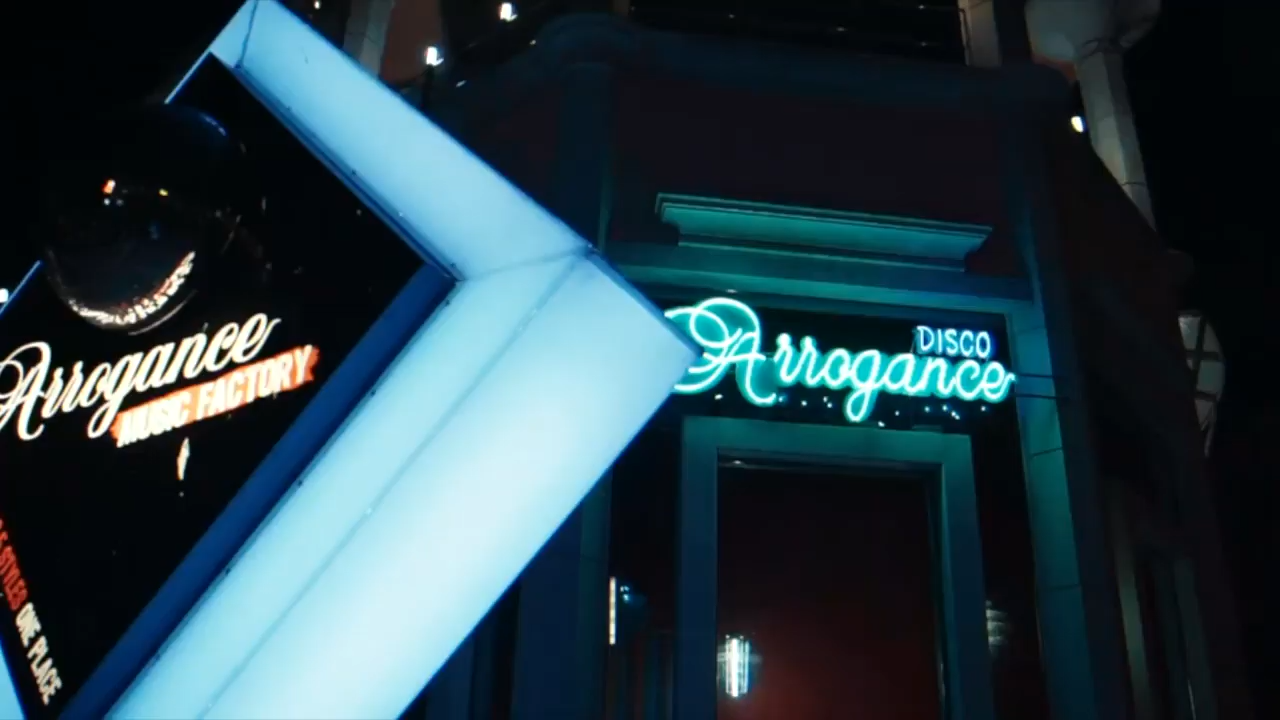 Arrogance
MUSIC FACTORY
STYLES ONE PLACE
DISCO
Arrogance